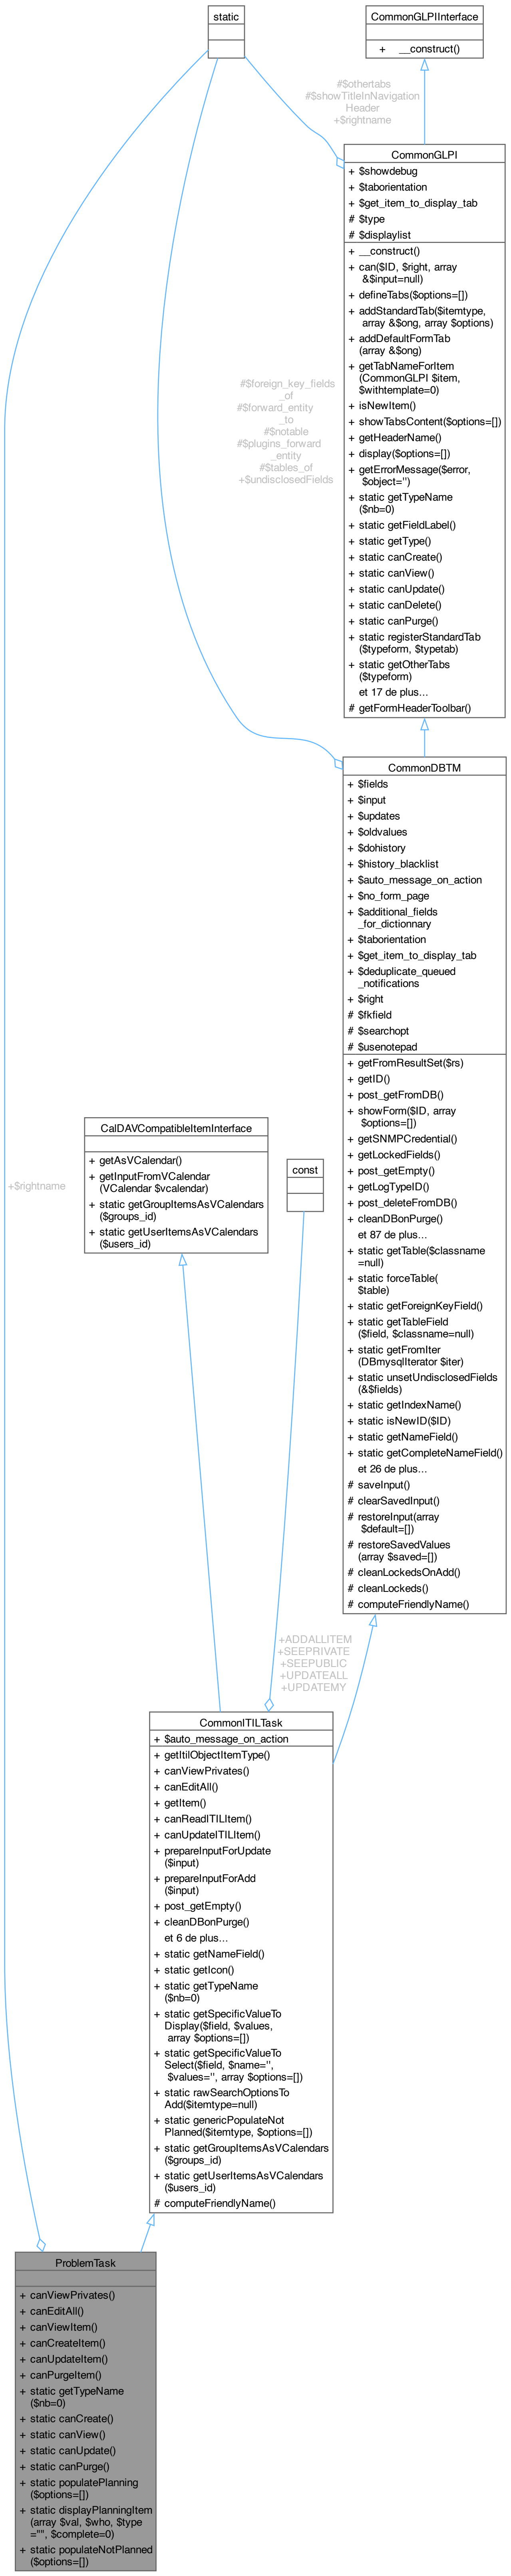 static
CommonGLPIInterface
+ __construct()
#$othertabs
#$showTitleInNavigation
Header
+$rightname
CommonGLPI
+ $showdebug
+ $taborientation
+ $get_item_to_display_tab
# $type
# $displaylist
+ __construct()
+ can($ID, $right, array
&$input=null)
+ defineTabs($options=[])
+ addStandardTab($itemtype,
array &$ong, array $options)
+ addDefaultFormTab
(array &$ong)
+ getTabNameForItem
(CommonGLPI $item,
$withtemplate=0)
+ isNewItem()
+ showTabsContent($options=[])
+ getHeaderName()
+ display($options=[])
+ getErrorMessage($error,
$object='')
+ static getTypeName
($nb=0)
+ static getFieldLabel()
+ static getType()
+ static canCreate()
+ static canView()
+ static canUpdate()
+ static canDelete()
+ static canPurge()
+ static registerStandardTab
($typeform, $typetab)
+ static getOtherTabs
($typeform)
et 17 de plus...
# getFormHeaderToolbar()
#$foreign_key_fields
_of
#$forward_entity
_to
#$notable
#$plugins_forward
_entity
#$tables_of
+$undisclosedFields
CommonDBTM
+ $fields
+ $input
+ $updates
+ $oldvalues
+ $dohistory
+ $history_blacklist
+ $auto_message_on_action
+ $no_form_page
+ $additional_fields
_for_dictionnary
+ $taborientation
+ $get_item_to_display_tab
+ $deduplicate_queued
_notifications
+ $right
# $fkfield
# $searchopt
# $usenotepad
+ getFromResultSet($rs)
+ getID()
+ post_getFromDB()
+ showForm($ID, array
$options=[])
+ getSNMPCredential()
+ getLockedFields()
+ post_getEmpty()
+ getLogTypeID()
+ post_deleteFromDB()
+ cleanDBonPurge()
et 87 de plus...
+ static getTable($classname
=null)
+ static forceTable(
$table)
+ static getForeignKeyField()
+ static getTableField
($field, $classname=null)
+ static getFromIter
(DBmysqlIterator $iter)
+ static unsetUndisclosedFields
(&$fields)
+ static getIndexName()
+ static isNewID($ID)
+ static getNameField()
+ static getCompleteNameField()
et 26 de plus...
# saveInput()
# clearSavedInput()
# restoreInput(array
$default=[])
# restoreSavedValues
(array $saved=[])
# cleanLockedsOnAdd()
# cleanLockeds()
# computeFriendlyName()
CalDAVCompatibleItemInterface
+ getAsVCalendar()
+ getInputFromVCalendar
(VCalendar $vcalendar)
+ static getGroupItemsAsVCalendars
($groups_id)
+ static getUserItemsAsVCalendars
($users_id)
const
+$rightname
+ADDALLITEM
+SEEPRIVATE
+SEEPUBLIC
+UPDATEALL
+UPDATEMY
CommonITILTask
+ $auto_message_on_action
+ getItilObjectItemType()
+ canViewPrivates()
+ canEditAll()
+ getItem()
+ canReadITILItem()
+ canUpdateITILItem()
+ prepareInputForUpdate
($input)
+ prepareInputForAdd
($input)
+ post_getEmpty()
+ cleanDBonPurge()
et 6 de plus...
+ static getNameField()
+ static getIcon()
+ static getTypeName
($nb=0)
+ static getSpecificValueTo
Display($field, $values,
array $options=[])
+ static getSpecificValueTo
Select($field, $name='',
$values='', array $options=[])
+ static rawSearchOptionsTo
Add($itemtype=null)
+ static genericPopulateNot
Planned($itemtype, $options=[])
+ static getGroupItemsAsVCalendars
($groups_id)
+ static getUserItemsAsVCalendars
($users_id)
# computeFriendlyName()
ProblemTask
+ canViewPrivates()
+ canEditAll()
+ canViewItem()
+ canCreateItem()
+ canUpdateItem()
+ canPurgeItem()
+ static getTypeName
($nb=0)
+ static canCreate()
+ static canView()
+ static canUpdate()
+ static canPurge()
+ static populatePlanning
($options=[])
+ static displayPlanningItem
(array $val, $who, $type
="", $complete=0)
+ static populateNotPlanned
($options=[])